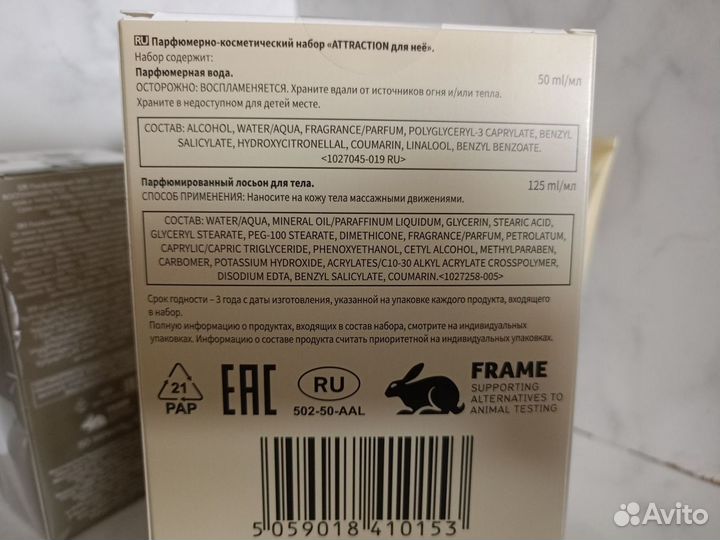 RU Парфюмерно-косметический набор «ATTRACTION для неё».
Набор содержит:
Парфюмерная вода. 50 ml/мл
ОСТОРОЖНО: ВОСПЛАМЕНЯЕТСЯ. Храните вдали от источников огня и/или тепла.
Храните в недоступном для детей месте.
СОСТАВ: ALCOHOL, WATER/AQUA, FRAGRANCE/PARFUM, POLYGLYCERYL-3 CAPRYLATE, BENZYL
SALICYLATE, HYDROXYCITRONELLAL, COUMARIN, LINALOOL, BENZYL BENZOATE.
<1027045-019 RU>
Парфюмированный лосьон для тела. 125 ml/мл
СПОСОБ ПРИМЕНЕНИЯ: Наносите на кожу тела массажными движениями.
СОСТАВ: WATER/AQUA, MINERAL OIL/PARAFFINUM LIQUIDUM, GLYCERIN, STEARIC ACID,
GLYCERYL STEARATE, PEG-100 STEARATE, DIMETHICONE, FRAGRANCE/PARFUM, PETROLATUM,
CAPRYLIC/CAPRIC TRIGLYCERIDE, PHENOXYETHANOL, CETYL ALCOHOL, METHYLPARABEN,
CARBOMER, POTASSIUM HYDROXIDE, ACRYLATES/C10-30 ALKYL ACRYLATE CROSSPOLYMER,
DISODIUM EDTA, BENZYL SALICYLATE, COUMARIN.<1027258-005>
Срок годности – 3 года с даты изготовления, указанной на упаковке каждого продукта, входящего
в набор.
Полную информацию о продуктах, входящих в состав набора, смотрите на индивидуальных
упаковках. Информацию о составе продукта считать приоритетной на индивидуальных упаковках.
21
PAP
EAC
RU
502-50-AAL
FRAME
SUPPORTING
ALTERNATIVES TO
ANIMAL TESTING
5 059018 410153
Avito